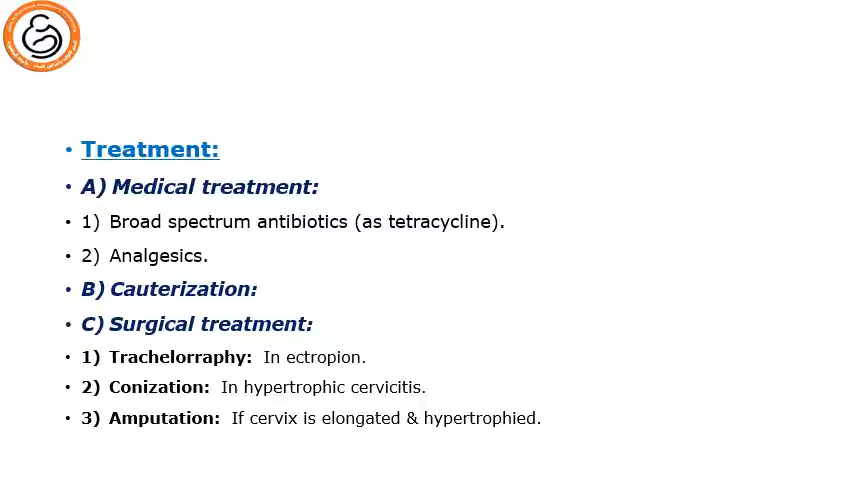 • Treatment:
• A) Medical treatment:
• 1) Broad spectrum antibiotics (as tetracycline).
• 2) Analgesics.
• B) Cauterization:
• C) Surgical treatment:
• 1) Trachelorraphy: In ectropion.
• 2) Conization: In hypertrophic cervicitis.
• 3) Amputation: If cervix is elongated & hypertrophied.